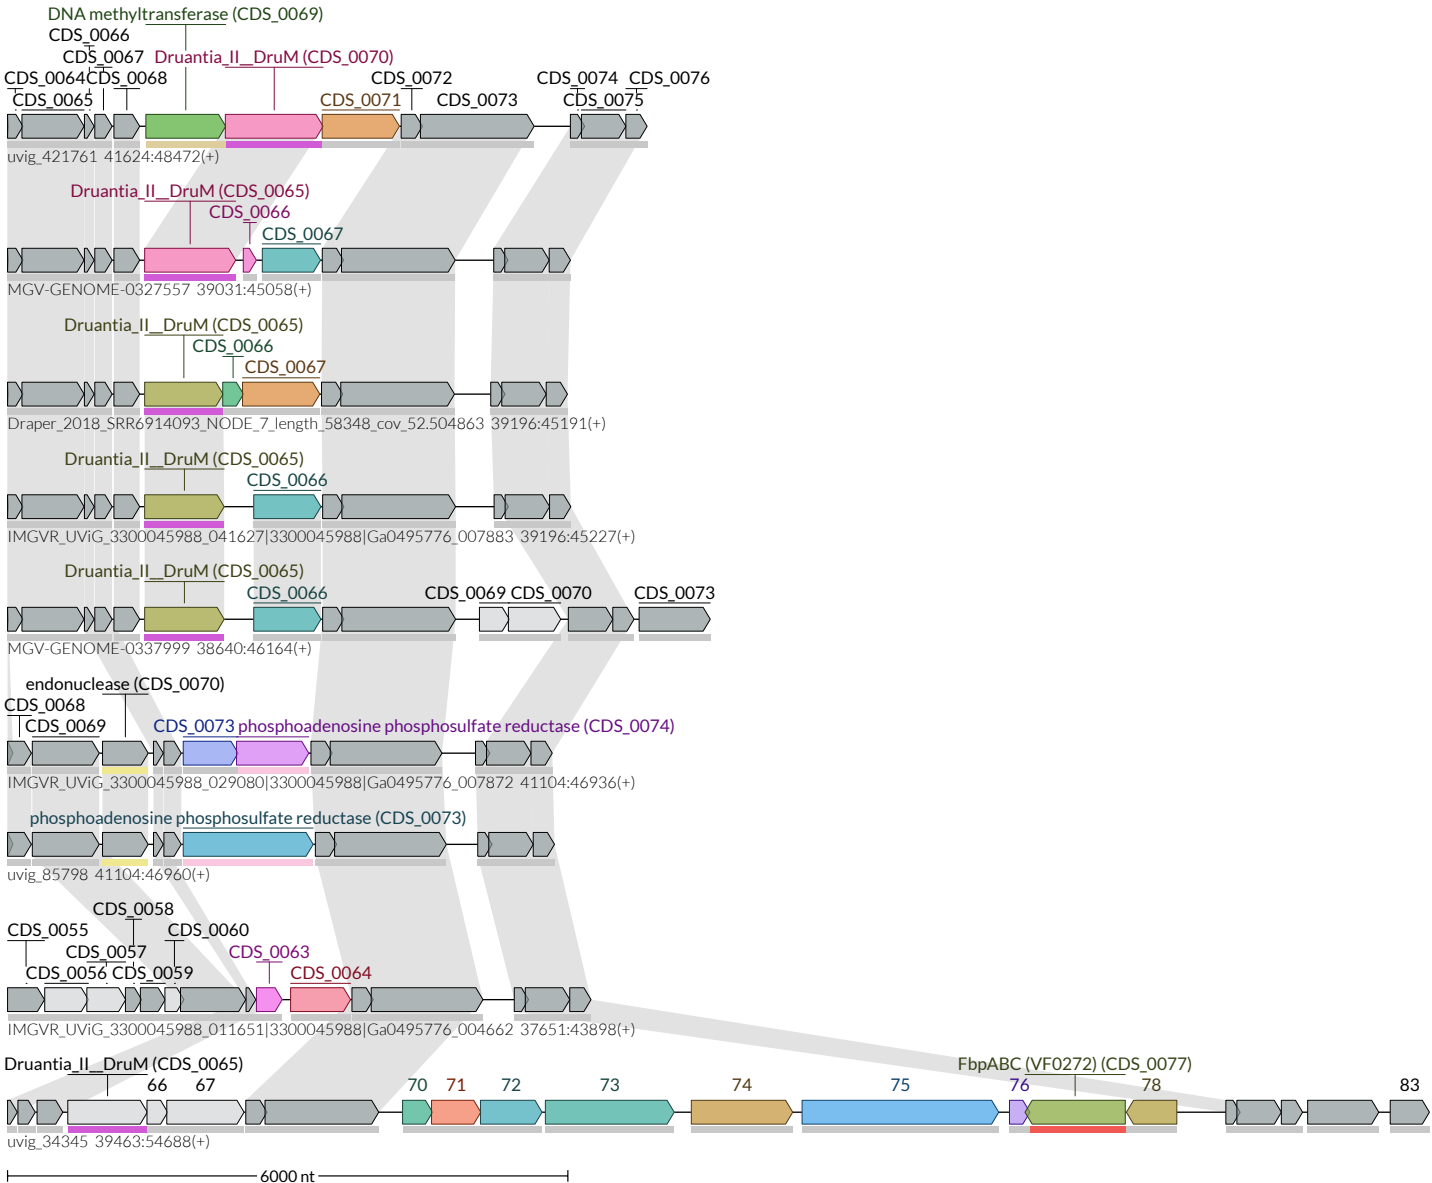 DNA methyltransferase (CDS_0069)
CDS_0066
CDS_0067 Druantia_II__DruM (CDS_0070)
CDS_0064 CDS_0068 CDS_0072 CDS_0074 CDS_0076
CDS_0065 CDS_0071 CDS_0073 CDS_0075
uvig_421761 41624:48472(+)
Druantia_II__DruM (CDS_0065)
CDS_0066
CDS_0067
MGV-GENOME-0327557 39031:45058(+)
Druantia_II__DruM (CDS_0065)
CDS_0066
CDS_0067
Draper_2018_SRR6914093_NODE_7_length_58348_cov_52.504863 39196:45191(+)
Druantia_II__DruM (CDS_0065)
CDS_0066
IMGVR_UViG_3300045988_041627|3300045988|Ga0495776_007883 39196:45227(+)
Druantia_II__DruM (CDS_0065)
CDS_0066 CDS_0069 CDS_0070 CDS_0073
MGV-GENOME-0337999 38640:46164(+)
endonuclease (CDS_0070)
CDS_0068
CDS_0069 CDS_0073 phosphoadenosine phosphosulfate reductase (CDS_0074)
IMGVR_UViG_3300045988_029080|3300045988|Ga0495776_007872 41104:46936(+)
phosphoadenosine phosphosulfate reductase (CDS_0073)
uvig_85798 41104:46960(+)
CDS_0058
CDS_0055 CDS_0060
CDS_0057 CDS_0063
CDS_0056 CDS_0059 CDS_0064
IMGVR_UViG_3300045988_011651|3300045988|Ga0495776_004662 37651:43898(+)
Druantia_II__DruM (CDS_0065) FbpABC (VF0272) (CDS_0077)
66 67 70 71 72 73 74 75 76 78 83
uvig_34345 39463:54688(+)
6000 nt